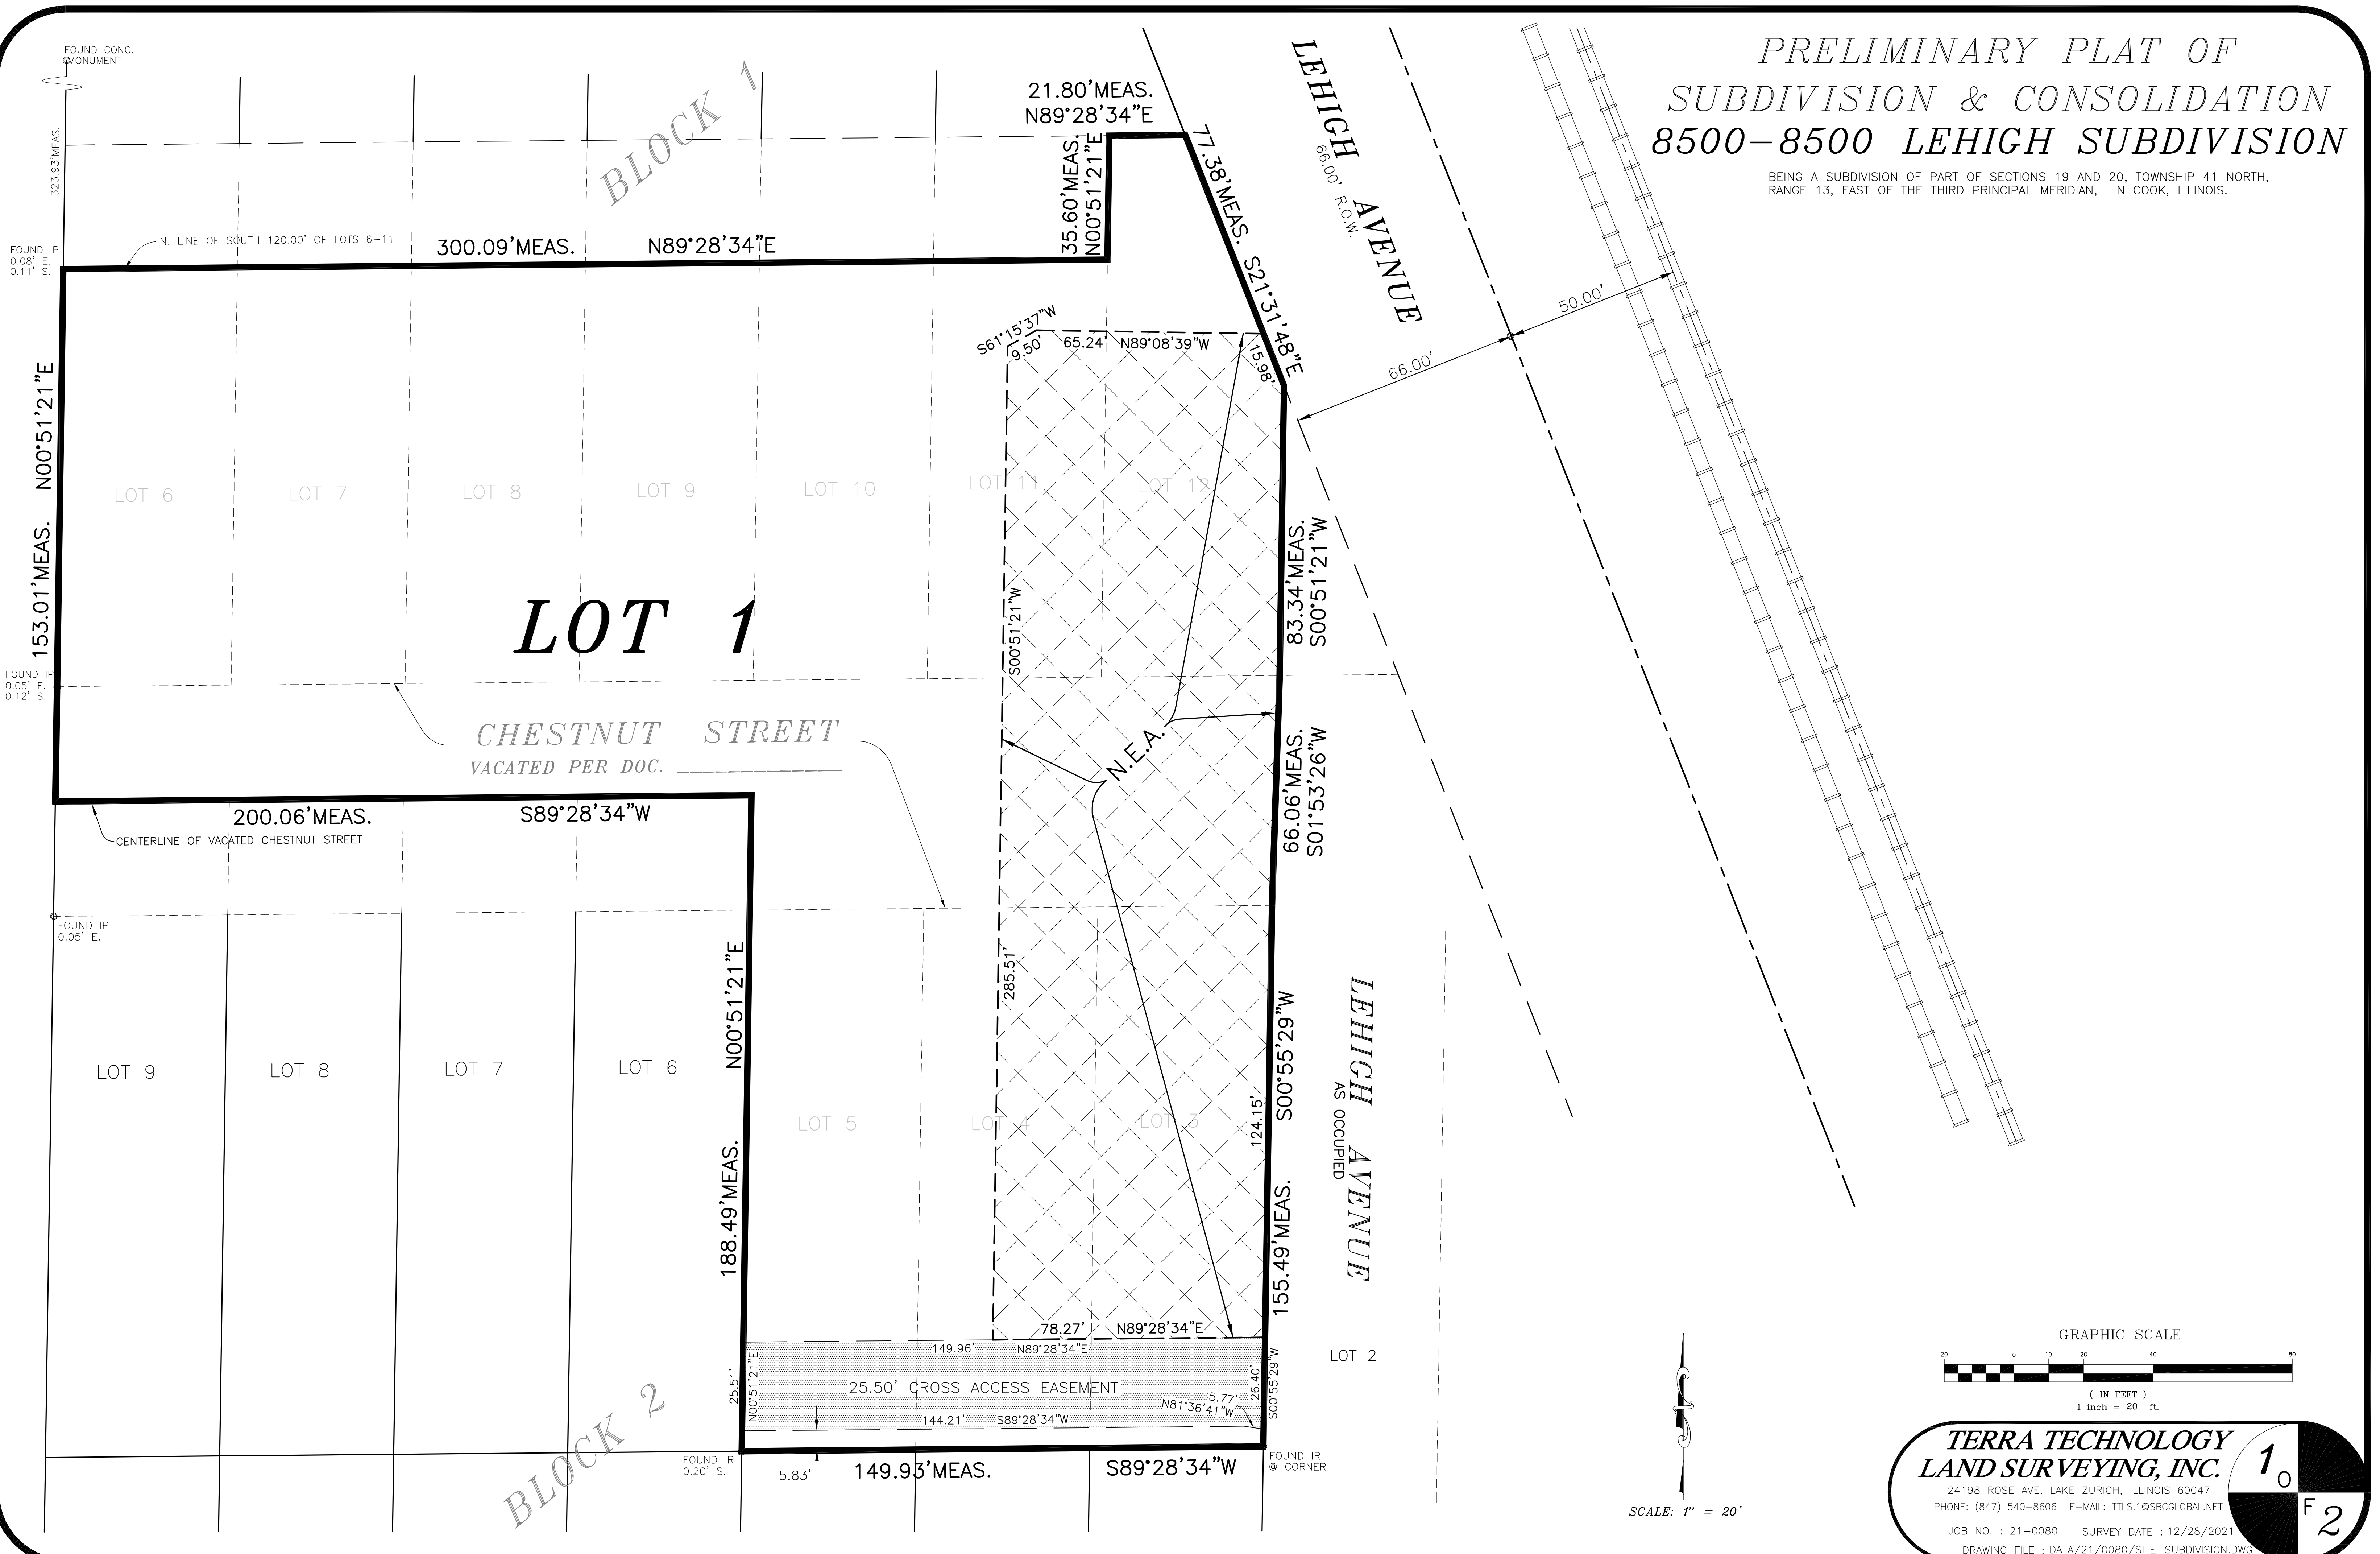 PRELIMINARY PLAT OF
SUBDIVISION & CONSOLIDATION
8500-8500 LEHIGH SUBDIVISION
BEING A SUBDIVISION OF PART OF SECTIONS 19 AND 20, TOWNSHIP 41 NORTH,
RANGE 13, EAST OF THE THIRD PRINCIPAL MERIDIAN, IN COOK, ILLINOIS.
FOUND CONC.
MONUMENT
323.93'MEAS.
BLOCK 1
21.80'MEAS.
N89°28'34"E
35.60'MEAS.
N00°51'21"E
77.38'MEAS. S21°31'48"E
LEHIGH AVENUE
66.00' R.O.W.
50.00'
66.00'
FOUND IP
0.08' E.
0.11' S.
N. LINE OF SOUTH 120.00' OF LOTS 6-11
300.09'MEAS. N89°28'34"E
S61°15'37"W
9.50'
65.24' N89°08'39"W
15.98'
153.01'MEAS. N00°51'21"E
LOT 6
LOT 7
LOT 8
LOT 9
LOT 10
LOT 11
LOT 12
LOT 1
S00°51'21"W
83.34'MEAS.
S00°51'21"W
FOUND IP
0.05' E.
0.12' S.
CHESTNUT STREET
VACATED PER DOC.
N.E.A.
66.06'MEAS.
S01°53'26"W
200.06'MEAS. S89°28'34"W
CENTERLINE OF VACATED CHESTNUT STREET
FOUND IP
0.05' E.
188.49'MEAS. N00°51'21"E
285.51'
LOT 9
LOT 8
LOT 7
LOT 6
LOT 5
LOT 4
LOT 3
124.15'
155.49'MEAS. S00°55'29"W
LEHIGH AVENUE
AS OCCUPIED
78.27' N89°28'34"E
149.96' N89°28'34"E
25.51'
N00°51'21"E
25.50' CROSS ACCESS EASEMENT
5.77'
N81°36'41"W
26.40'
S00°55'29"W
144.21' S89°28'34"W
LOT 2
BLOCK 2
FOUND IR
0.20' S.
5.83'
149.93'MEAS. S89°28'34"W
FOUND IR
@ CORNER
SCALE: 1" = 20'
GRAPHIC SCALE
20 0 10 20 40 80
( IN FEET )
1 inch = 20 ft.
TERRA TECHNOLOGY
LAND SURVEYING, INC.
24198 ROSE AVE. LAKE ZURICH, ILLINOIS 60047
PHONE: (847) 540-8606 E-MAIL: TTLS.1@SBCGLOBAL.NET
JOB NO. : 21-0080 SURVEY DATE : 12/28/2021
DRAWING FILE : DATA/21/0080/SITE-SUBDIVISION.DWG
1 OF 2